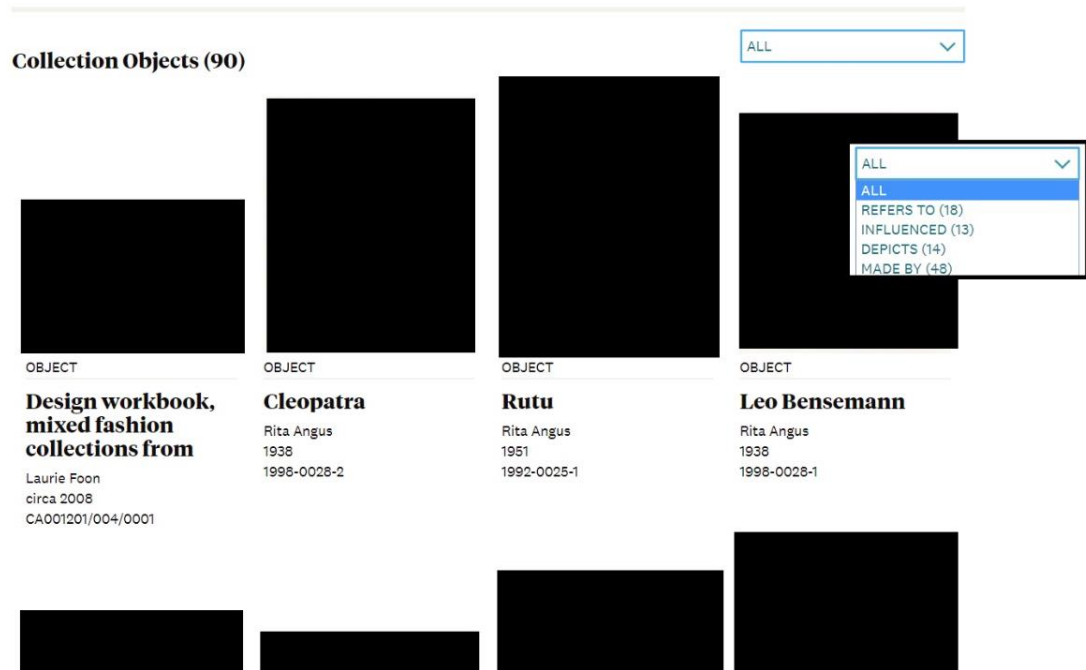 Collection Objects (90)
ALL
ALL
ALL
REFERS TO (18)
INFLUENCED (13)
DEPICTS (14)
MADE BY (48)
OBJECT
Design workbook,
mixed fashion
collections from
Laurie Foon
circa 2008
CA001201/004/0001
OBJECT
Cleopatra
Rita Angus
1938
1998-0028-2
OBJECT
Rutu
Rita Angus
1951
1992-0025-1
OBJECT
Leo Bensemann
Rita Angus
1938
1998-0028-1